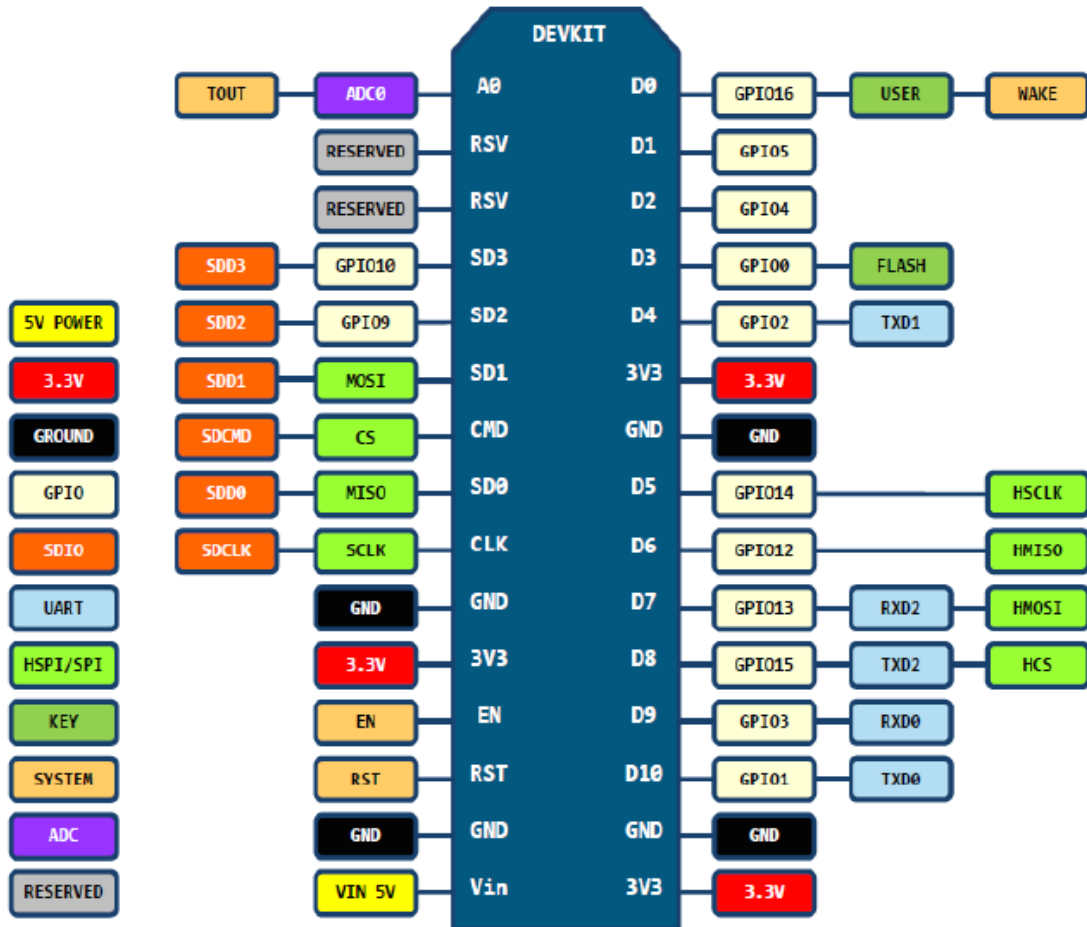 DEVKIT
TOUT ADC0 A0 D0 GPIO16 USER WAKE
RESERVED RSV D1 GPIO5
RESERVED RSV D2 GPIO4
SDD3 GPIO10 SD3 D3 GPIO0 FLASH
5V POWER SDD2 GPIO9 SD2 D4 GPIO2 TXD1
3.3V SDD1 MOSI SD1 3V3 3.3V
GROUND SDCMD CS CMD GND GND
GPIO SDD0 MISO SD0 D5 GPIO14 HSCLK
SDIO SDCLK SCLK CLK D6 GPIO12 HMISO
UART GND GND D7 GPIO13 RXD2 HMOSI
HSPI/SPI 3.3V 3V3 D8 GPIO15 TXD2 HCS
KEY EN EN D9 GPIO3 RXD0
SYSTEM RST RST D10 GPIO1 TXD0
ADC GND GND GND GND
RESERVED VIN 5V Vin 3V3 3.3V